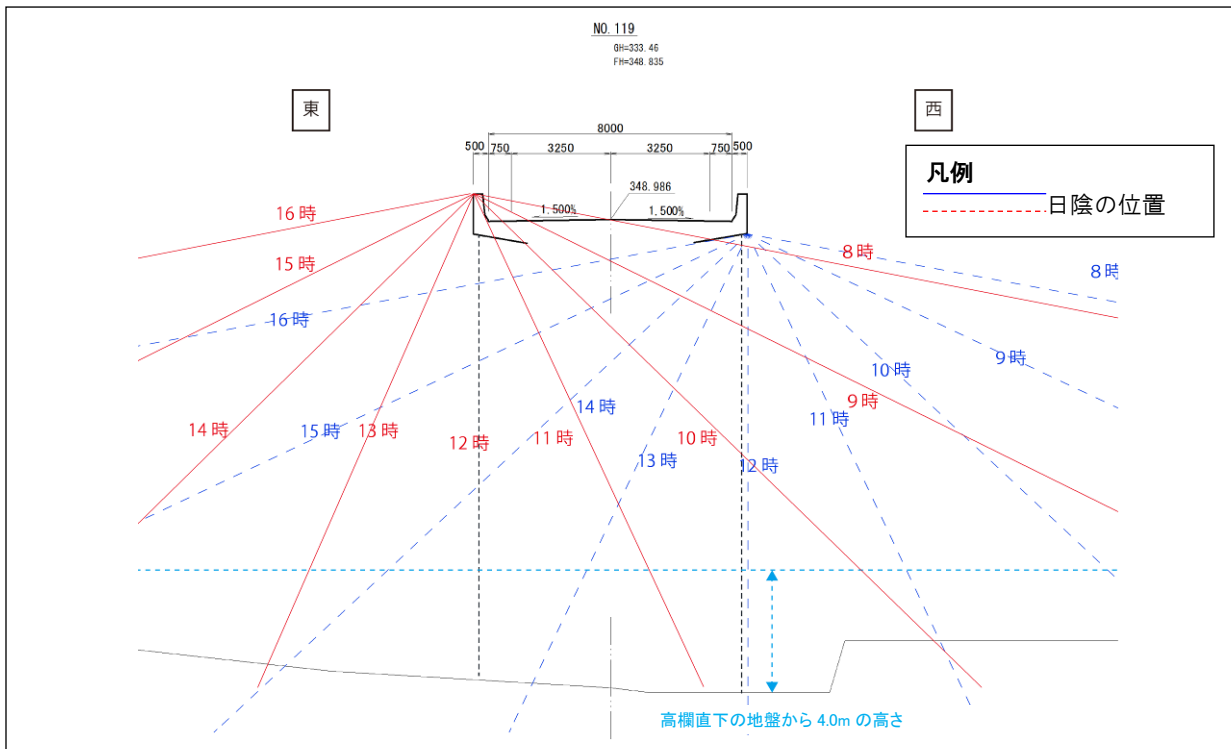 NO. 119
GH=333.46
FH=348.835
東
西
8000
500 750 3250 3250 750 500
凡例
日陰の位置
348.986
1.500% 1.500%
16時
15時
8時
8時
16時
9時
10時
14時
9時
11時
14時
15時
13時
12時
11時
10時
13時
12時
高欄直下の地盤から 4.0m の高さ